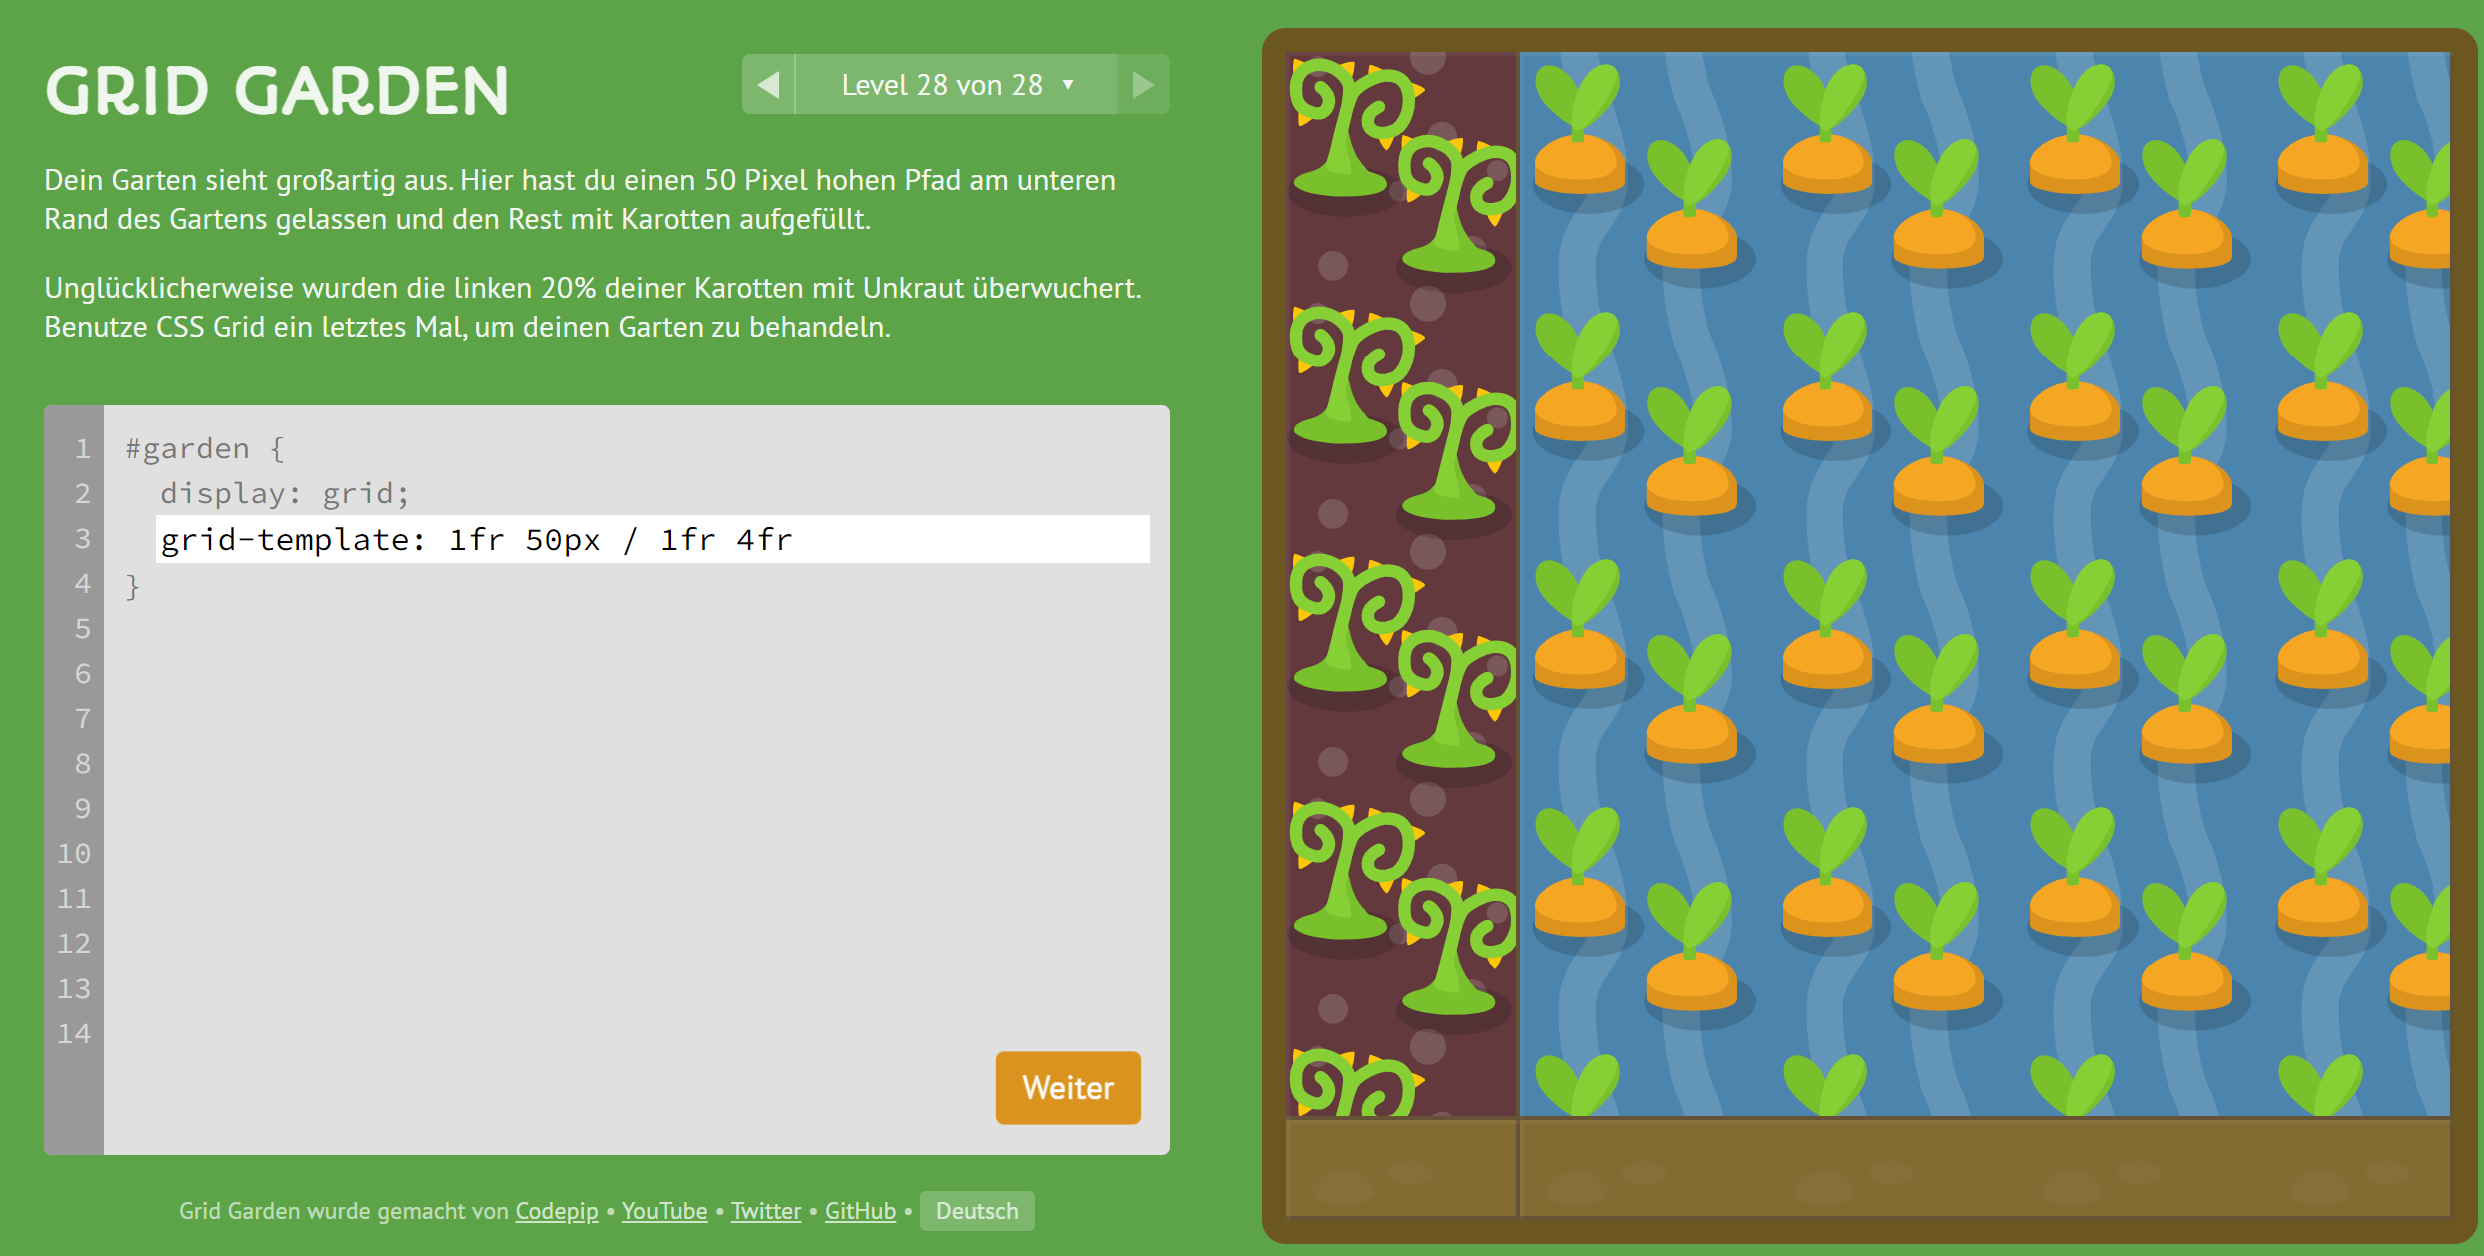 GRID GARDEN
Level 28 von 28 ▼
Dein Garten sieht großartig aus. Hier hast du einen 50 Pixel hohen Pfad am unteren
Rand des Gartens gelassen und den Rest mit Karotten aufgefüllt.
Unglücklicherweise wurden die linken 20% deiner Karotten mit Unkraut überwuchert.
Benutze CSS Grid ein letztes Mal, um deinen Garten zu behandeln.
1 #garden {
2 display: grid;
3 grid-template: 1fr 50px / 1fr 4fr
4 }
5
6
7
8
9
10
11
12
13
14
Weiter
Grid Garden wurde gemacht von Codepip • YouTube • Twitter • GitHub • Deutsch